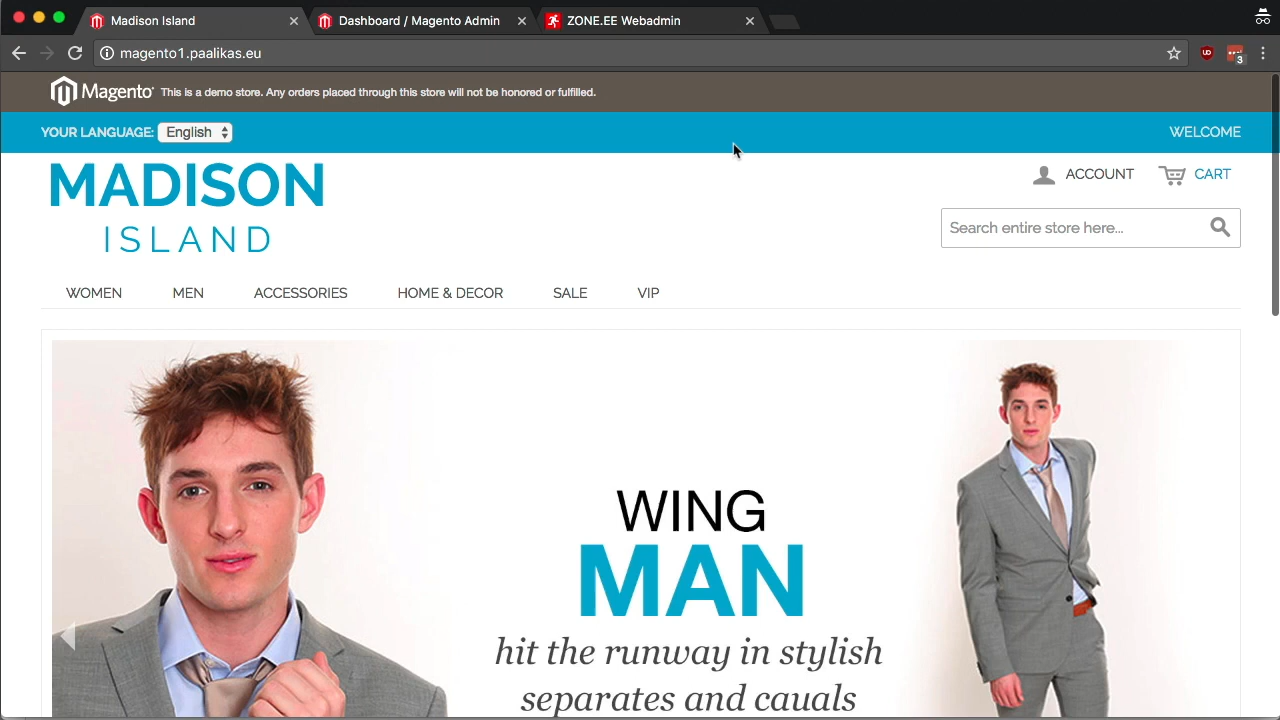 Madison Island
Dashboard / Magento Admin
ZONE.EE Webadmin
magento1.paalikas.eu
UD
3
Magento
This is a demo store. Any orders placed through this store will not be honored or fulfilled.
YOUR LANGUAGE: English
WELCOME
MADISON
ISLAND
ACCOUNT
CART
Search entire store here...
WOMEN MEN ACCESSORIES HOME & DECOR SALE VIP
WING
MAN
hit the runway in stylish
separates and cauals